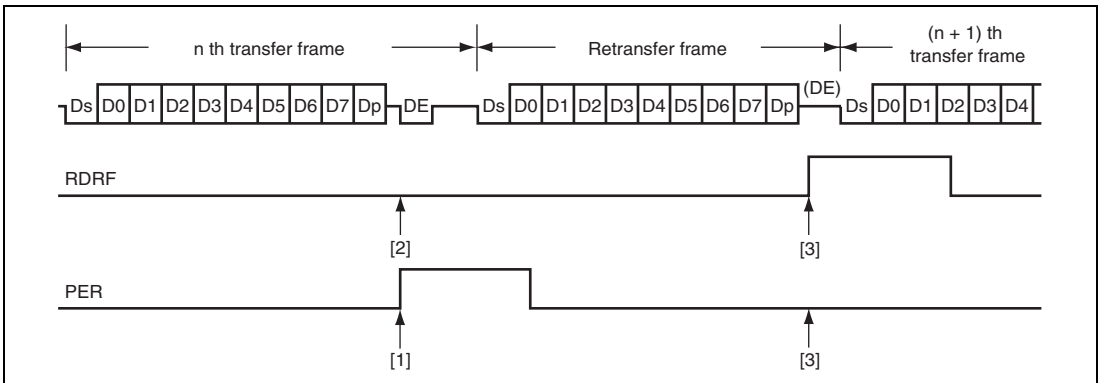 n th transfer frame Retransfer frame (n + 1) th
transfer frame
Ds D0 D1 D2 D3 D4 D5 D6 D7 Dp DE Ds D0 D1 D2 D3 D4 D5 D6 D7 Dp (DE) Ds D0 D1 D2 D3 D4
RDRF
[2] [3]
PER
[1] [3]